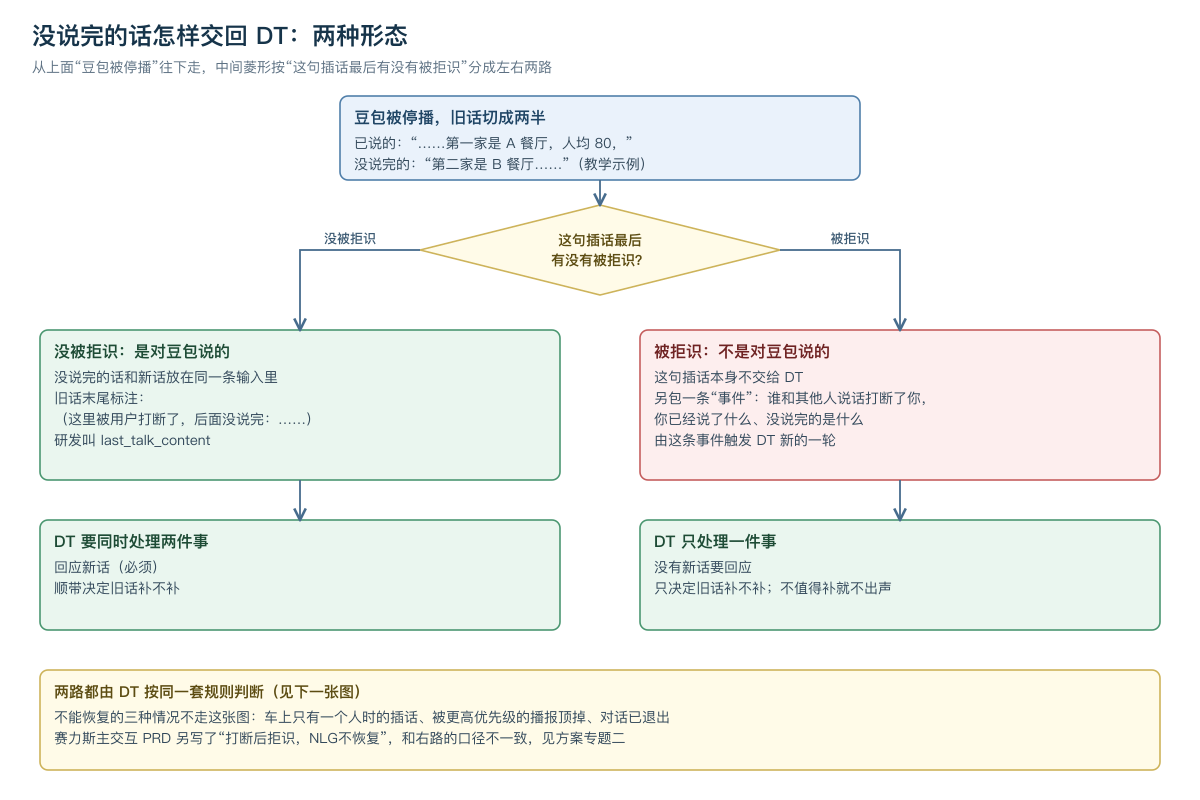 没说完的话怎样交回 DT：两种形态
从上面“豆包被停播”往下走，中间菱形按“这句插话最后有没有被拒识”分成左右两路
豆包被停播，旧话切成两半
已说的：“……第一家是 A 餐厅，人均 80，”
没说完的：“第二家是 B 餐厅……”（教学示例）
这句插话最后
有没有被拒识？
没被拒识
被拒识
没被拒识：是对豆包说的
没说完的话和新话放在同一条输入里
旧话末尾标注：
（这里被用户打断了，后面没说完：……）
研发叫 last_talk_content
被拒识：不是对豆包说的
这句插话本身不交给 DT
另包一条“事件”：谁和其他人说话打断了你，
你已经说了什么、没说完的是什么
由这条事件触发 DT 新的一轮
DT 要同时处理两件事
回应新话（必须）
顺带决定旧话补不补
DT 只处理一件事
没有新话要回应
只决定旧话补不补；不值得补就不出声
两路都由 DT 按同一套规则判断（见下一张图）
不能恢复的三种情况不走这张图：车上只有一个人时的插话、被更高优先级的播报顶掉、对话已退出
赛力斯主交互 PRD 另写了“打断后拒识，NLG不恢复”，和右路的口径不一致，见方案专题二